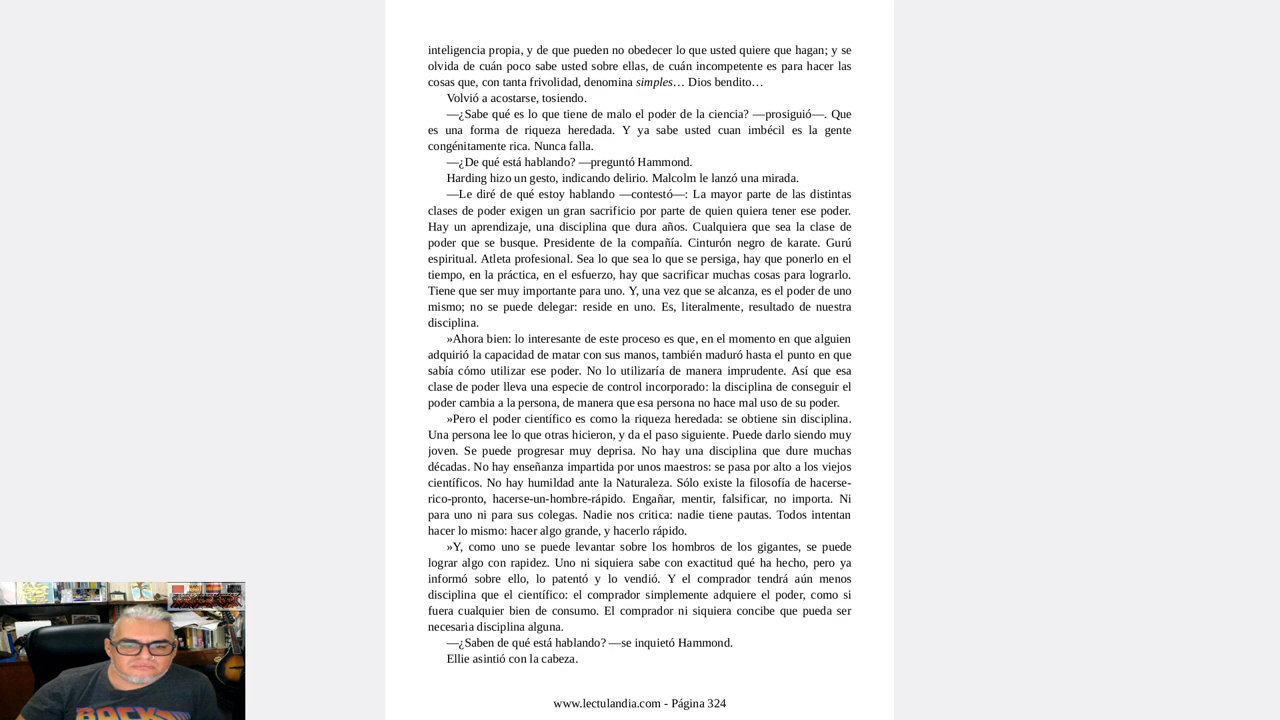 inteligencia propia, y de que pueden no obedecer lo que usted quiere que hagan; y se
olvida de cuán poco sabe usted sobre ellas, de cuán incompetente es para hacer las
cosas que, con tanta frivolidad, denomina simples… Dios bendito…
Volvió a acostarse, tosiendo.
—¿Sabe qué es lo que tiene de malo el poder de la ciencia? —prosiguió—. Que
es una forma de riqueza heredada. Y ya sabe usted cuan imbécil es la gente
congénitamente rica. Nunca falla.
—¿De qué está hablando? —preguntó Hammond.
Harding hizo un gesto, indicando delirio. Malcolm le lanzó una mirada.
—Le diré de qué estoy hablando —contestó—: La mayor parte de las distintas
clases de poder exigen un gran sacrificio por parte de quien quiera tener ese poder.
Hay un aprendizaje, una disciplina que dura años. Cualquiera que sea la clase de
poder que se busque. Presidente de la compañía. Cinturón negro de karate. Gurú
espiritual. Atleta profesional. Sea lo que sea lo que se persiga, hay que ponerlo en el
tiempo, en la práctica, en el esfuerzo, hay que sacrificar muchas cosas para lograrlo.
Tiene que ser muy importante para uno. Y, una vez que se alcanza, es el poder de uno
mismo; no se puede delegar: reside en uno. Es, literalmente, resultado de nuestra
disciplina.
»Ahora bien: lo interesante de este proceso es que, en el momento en que alguien
adquirió la capacidad de matar con sus manos, también maduró hasta el punto en que
sabía cómo utilizar ese poder. No lo utilizaría de manera imprudente. Así que esa
clase de poder lleva una especie de control incorporado: la disciplina de conseguir el
poder cambia a la persona, de manera que esa persona no hace mal uso de su poder.
»Pero el poder científico es como la riqueza heredada: se obtiene sin disciplina.
Una persona lee lo que otras hicieron, y da el paso siguiente. Puede darlo siendo muy
joven. Se puede progresar muy deprisa. No hay una disciplina que dure muchas
décadas. No hay enseñanza impartida por unos maestros: se pasa por alto a los viejos
científicos. No hay humildad ante la Naturaleza. Sólo existe la filosofía de hacerse-
rico-pronto, hacerse-un-hombre-rápido. Engañar, mentir, falsificar, no importa. Ni
para uno ni para sus colegas. Nadie nos critica: nadie tiene pautas. Todos intentan
hacer lo mismo: hacer algo grande, y hacerlo rápido.
»Y, como uno se puede levantar sobre los hombros de los gigantes, se puede
lograr algo con rapidez. Uno ni siquiera sabe con exactitud qué ha hecho, pero ya
informó sobre ello, lo patentó y lo vendió. Y el comprador tendrá aún menos
disciplina que el científico: el comprador simplemente adquiere el poder, como si
fuera cualquier bien de consumo. El comprador ni siquiera concibe que pueda ser
necesaria disciplina alguna.
—¿Saben de qué está hablando? —se inquietó Hammond.
Ellie asintió con la cabeza.
www.lectulandia.com - Página 324